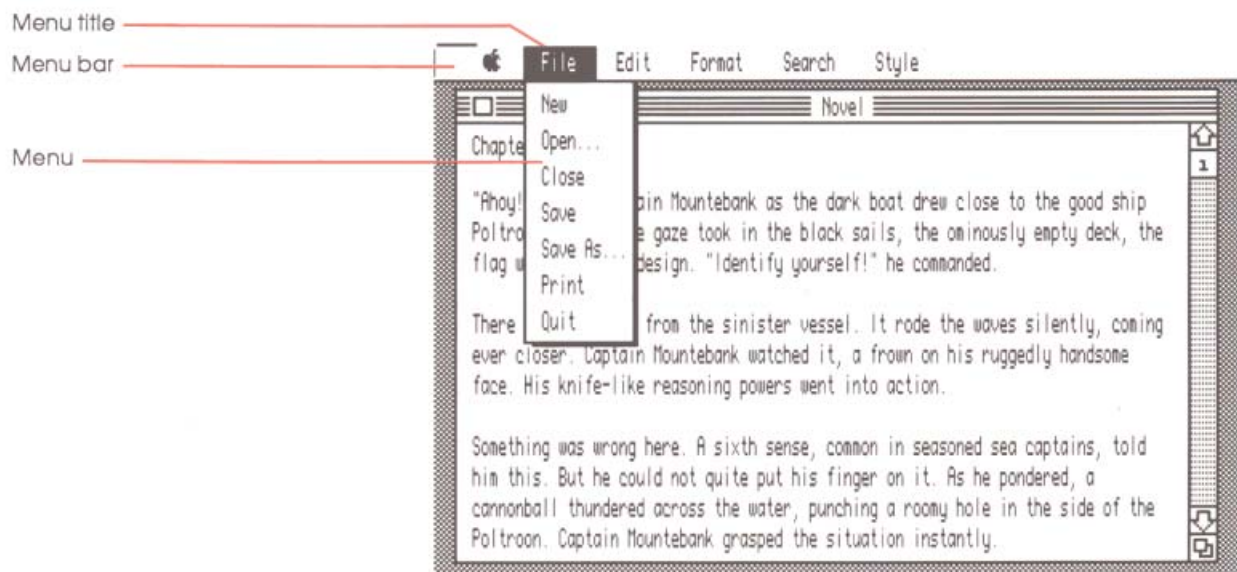 Menu title
Menu bar
Menu
File Edit Format Search Style
New
Open...
Close
Save
Save As...
Print
Quit
Novel
1
Chapte
"Ahoy! ain Mountebank as the dark boat drew close to the good ship
Poltro e gaze took in the black sails, the ominously empty deck, the
flag w design. "Identify yourself!" he commanded.
There from the sinister vessel. It rode the waves silently, coming
ever closer. Captain Mountebank watched it, a frown on his ruggedly handsome
face. His knife-like reasoning powers went into action.
Something was wrong here. A sixth sense, common in seasoned sea captains, told
him this. But he could not quite put his finger on it. As he pondered, a
cannonball thundered across the water, punching a roomy hole in the side of the
Poltroon. Captain Mountebank grasped the situation instantly.